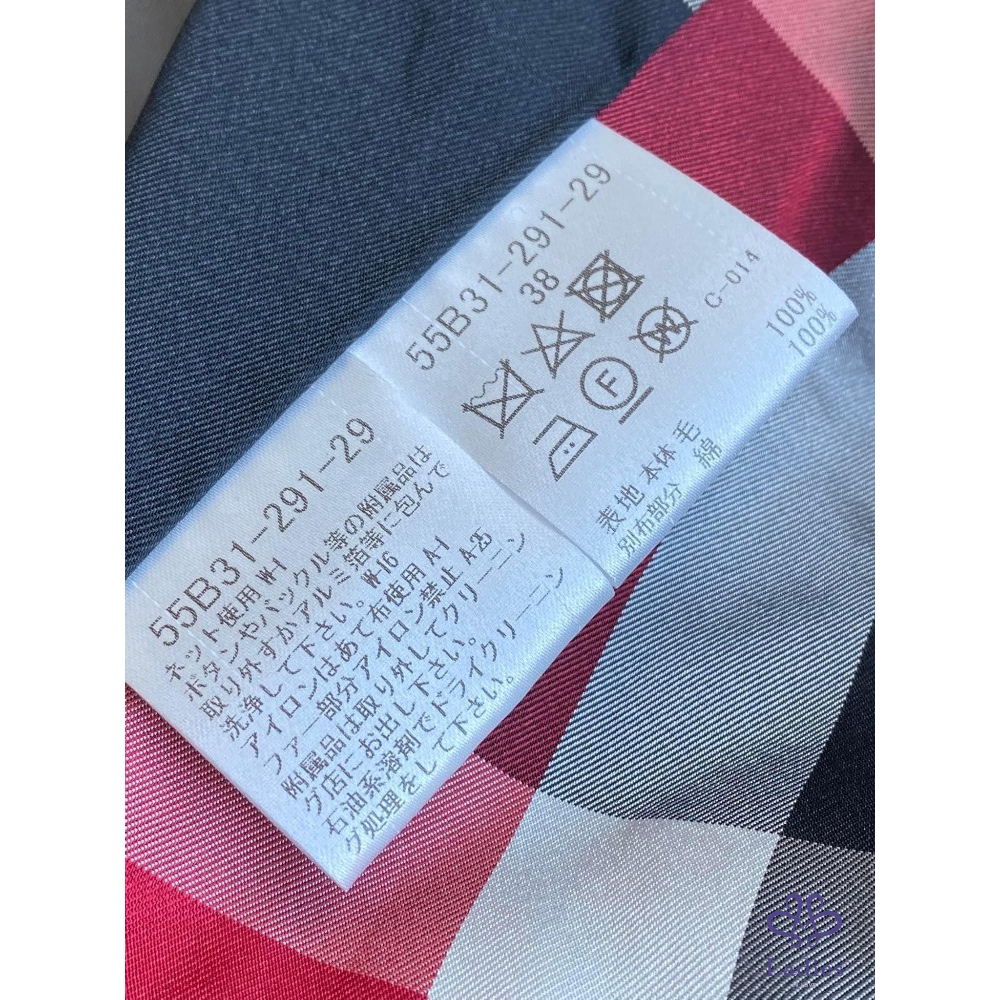 55B31-291-29
38
F
W
C-014
表地 本体 毛 100%
別布部分 綿 100%
55B31-291-29
ネット使用 W-1
ボタンやバックル等の附属品は
取り外すかアルミ箔等に包んで
洗浄して下さい。W-16
アイロンはあて布使用 A-1
ファー部分アイロン禁止 A-25
附属品は取り外してクリーニン
グ店にお出し下さい。
石油系溶剤でドライクリーニン
グ処理をして下さい。